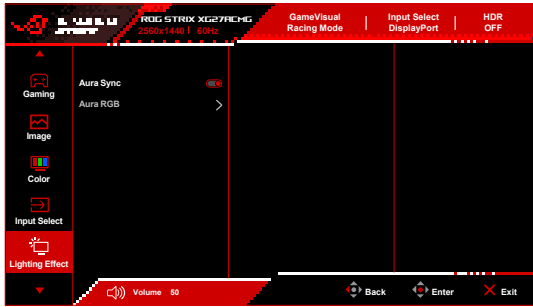 ROG STRIX XG27ACMG
2560x1440 | 60Hz
GameVisual
Racing Mode
Input Select
DisplayPort
HDR
OFF
Gaming
Image
Color
Input Select
Lighting Effect
Aura Sync
Aura RGB
Volume 50
Back
Enter
Exit